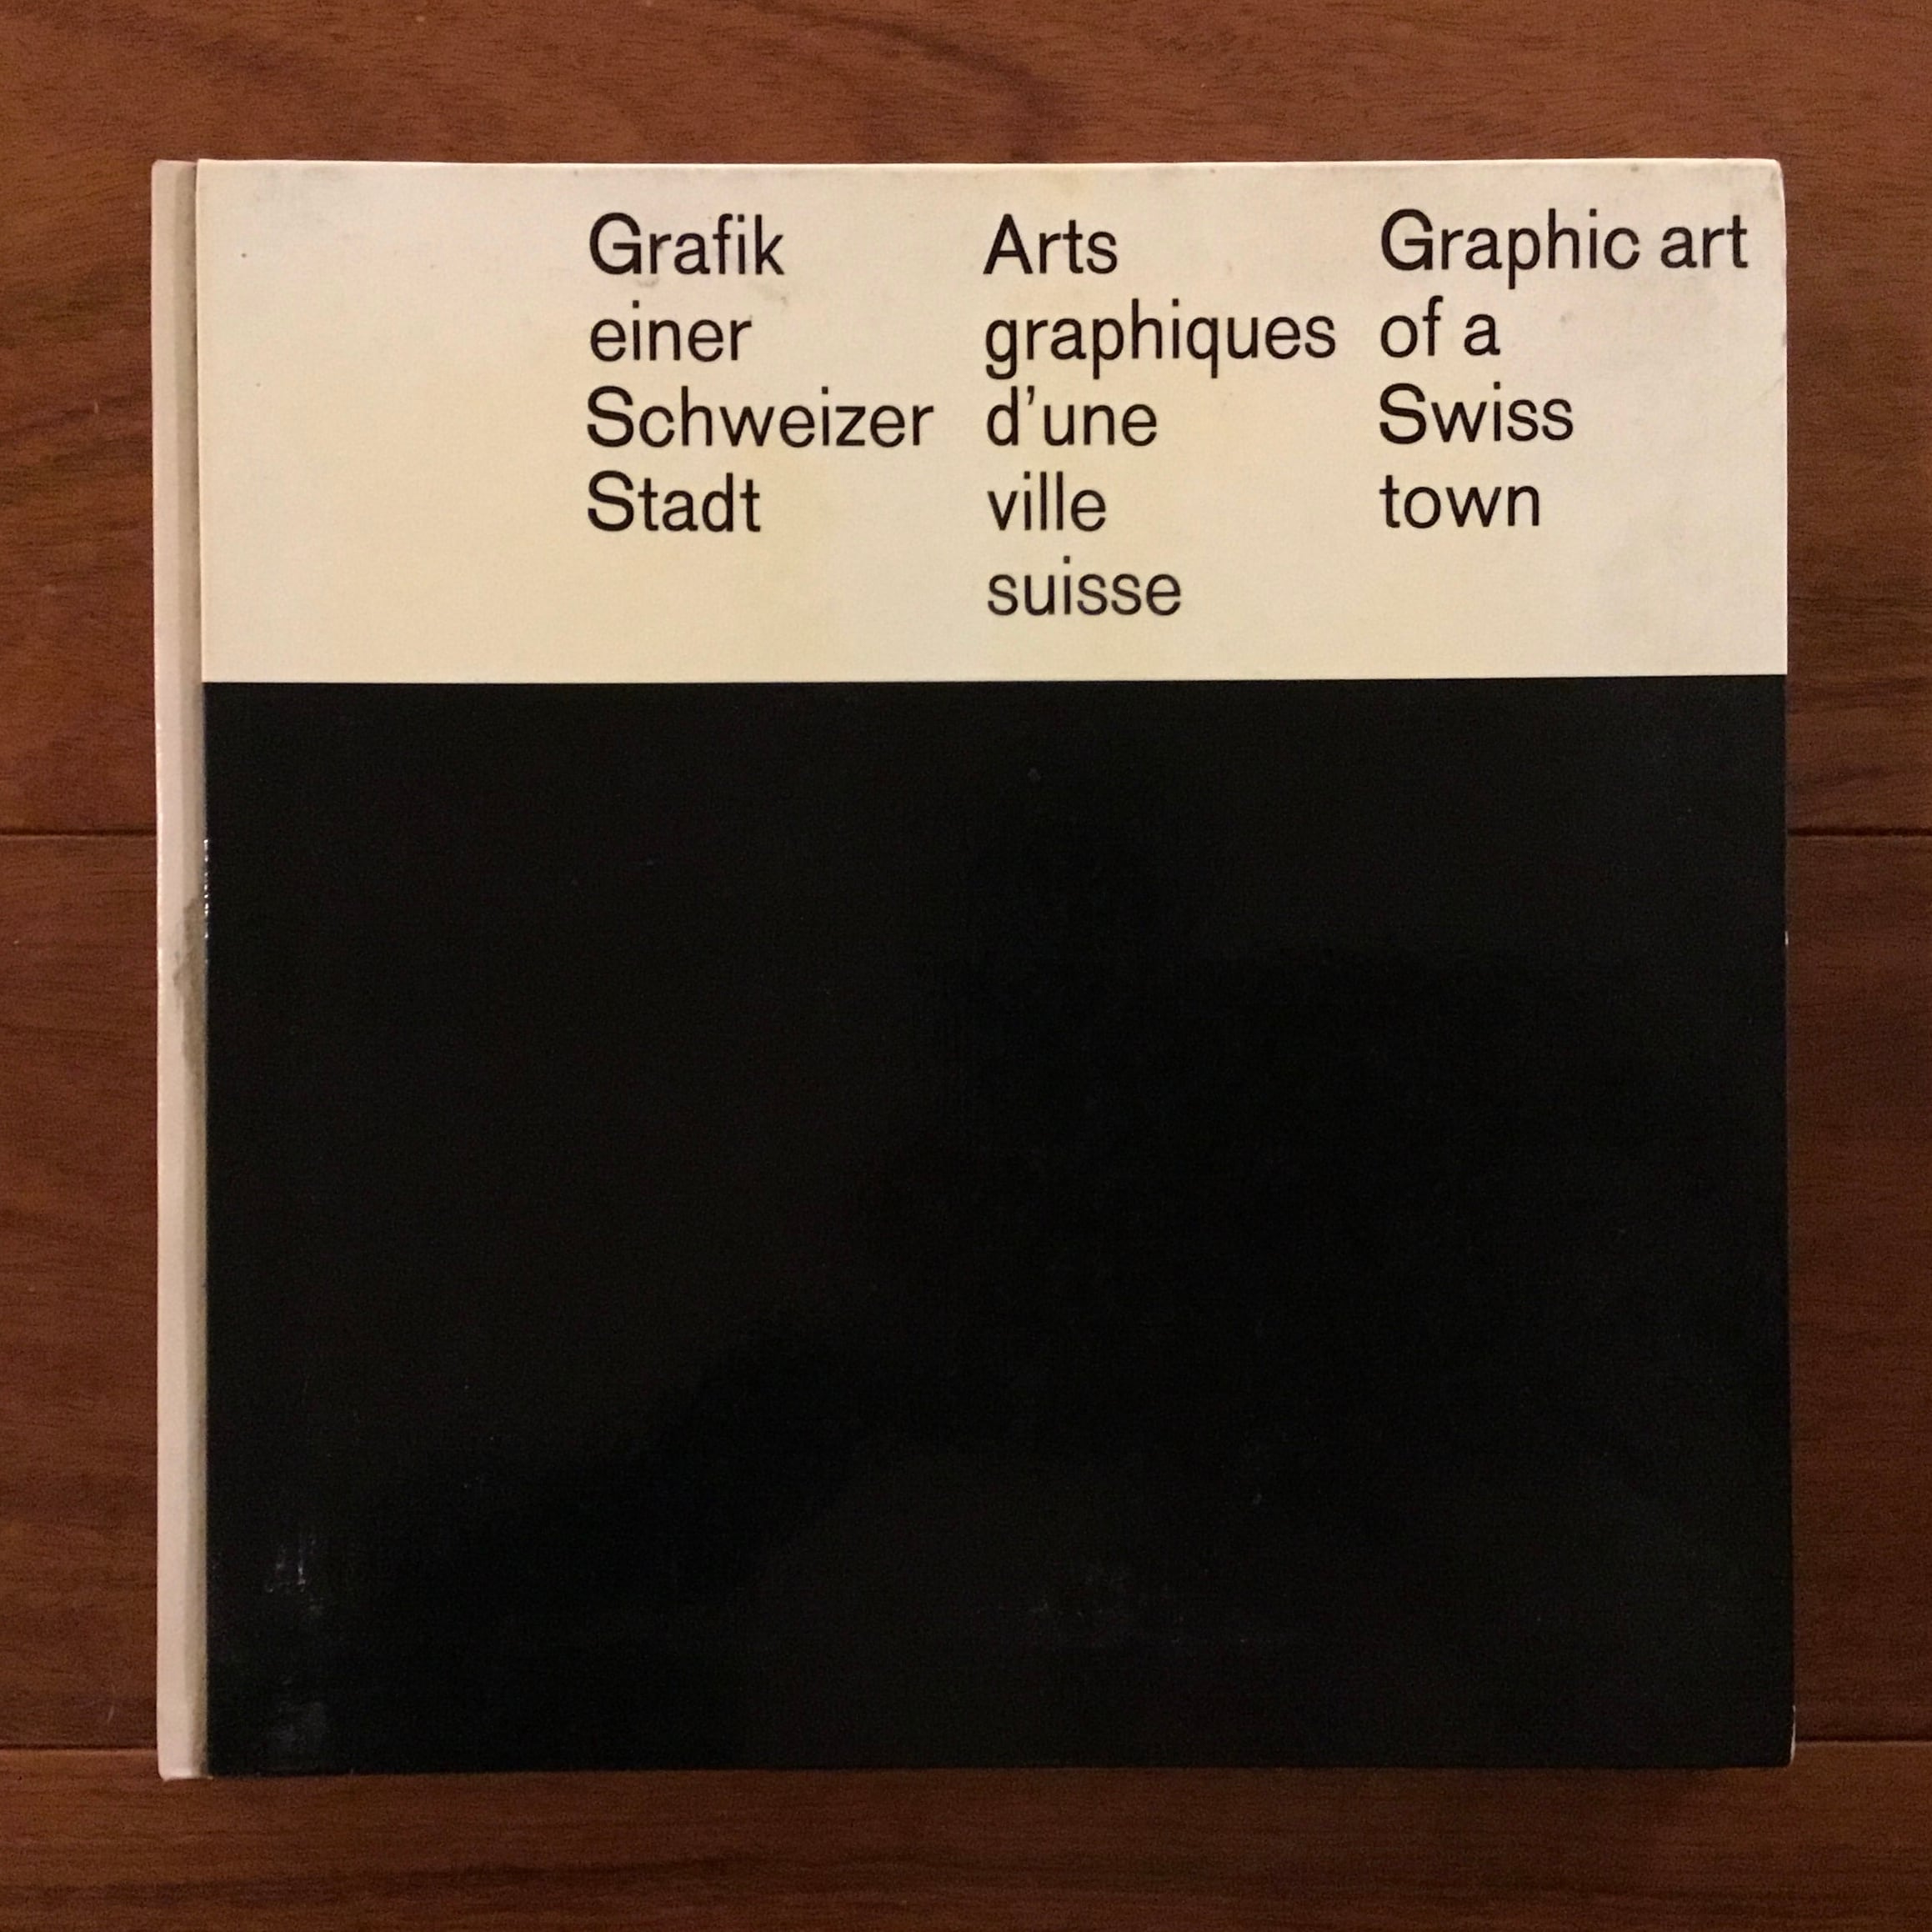 Grafik
einer
Schweizer
Stadt
Arts
graphiques
d'une
ville
suisse
Graphic art
of a
Swiss
town